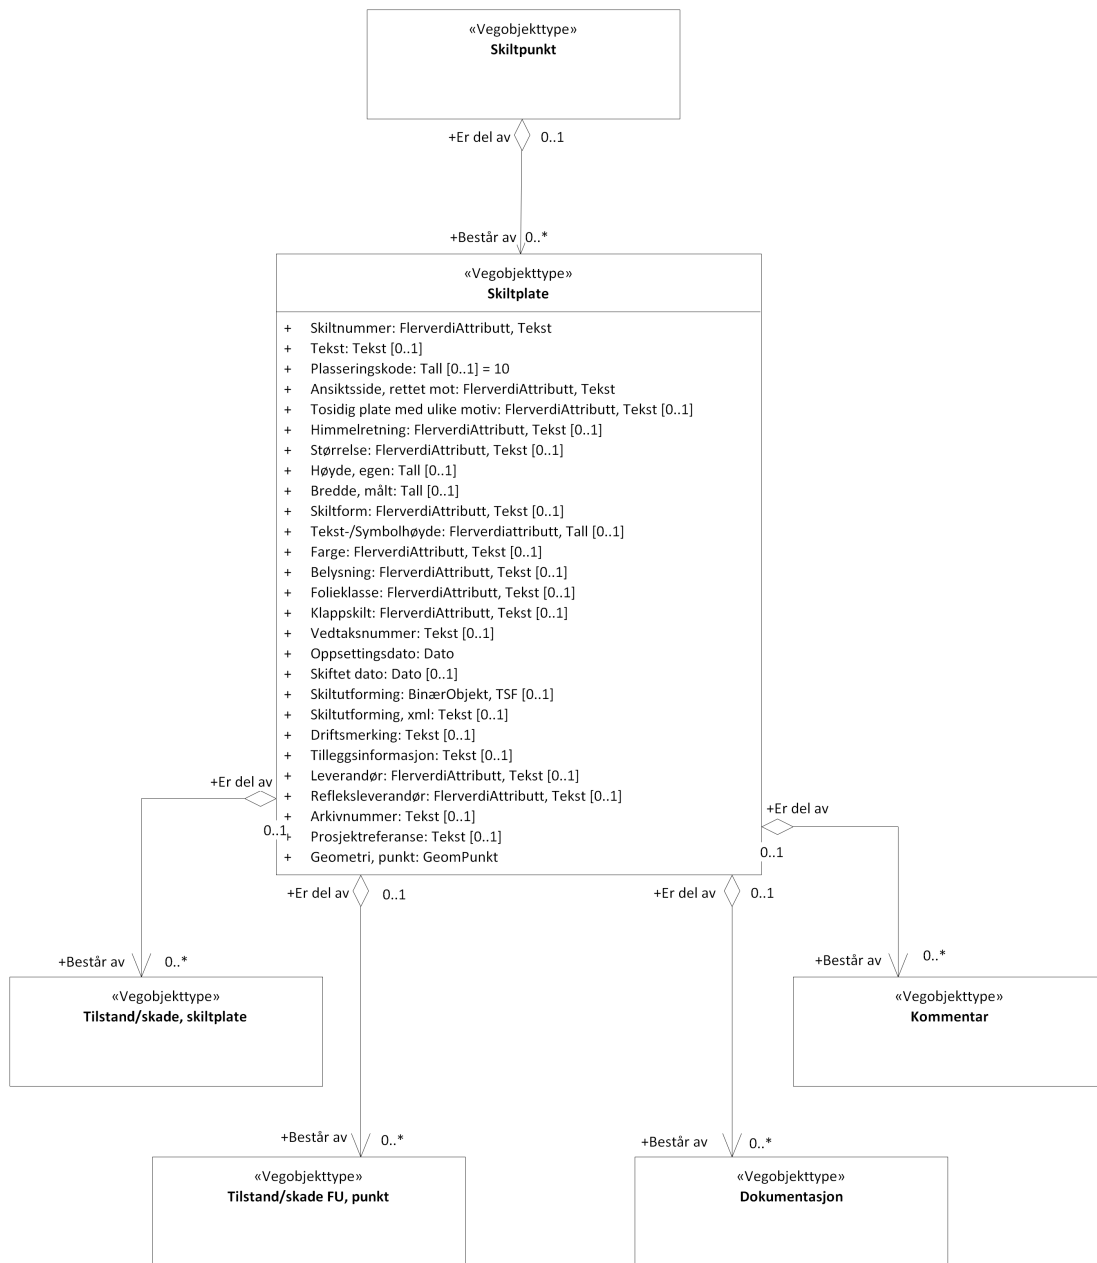 «Vegobjekttype»
Skiltpunkt
+Er del av 0..1
+Består av 0..*
«Vegobjekttype»
Skiltplate
+ Skiltnummer: FlerverdiAttributt, Tekst
+ Tekst: Tekst [0..1]
+ Plasseringskode: Tall [0..1] = 10
+ Ansiktsside, rettet mot: FlerverdiAttributt, Tekst
+ Tosidig plate med ulike motiv: FlerverdiAttributt, Tekst [0..1]
+ Himmelretning: FlerverdiAttributt, Tekst [0..1]
+ Størrelse: FlerverdiAttributt, Tekst [0..1]
+ Høyde, egen: Tall [0..1]
+ Bredde, målt: Tall [0..1]
+ Skiltform: FlerverdiAttributt, Tekst [0..1]
+ Tekst-/Symbolhøyde: Flerverdiattributt, Tall [0..1]
+ Farge: FlerverdiAttributt, Tekst [0..1]
+ Belysning: FlerverdiAttributt, Tekst [0..1]
+ Folieklasse: FlerverdiAttributt, Tekst [0..1]
+ Klappskilt: FlerverdiAttributt, Tekst [0..1]
+ Vedtaksnummer: Tekst [0..1]
+ Oppsettingsdato: Dato
+ Skiftet dato: Dato [0..1]
+ Skiltutforming: BinærObjekt, TSF [0..1]
+ Skiltutforming, xml: Tekst [0..1]
+ Driftsmerking: Tekst [0..1]
+ Tilleggsinformasjon: Tekst [0..1]
+ Leverandør: FlerverdiAttributt, Tekst [0..1]
+ Refleksleverandør: FlerverdiAttributt, Tekst [0..1]
+ Arkivnummer: Tekst [0..1]
+ Prosjektreferanse: Tekst [0..1]
+ Geometri, punkt: GeomPunkt
+Er del av
0..1
+Er del av
0..1
+Er del av 0..1
+Er del av 0..1
+Består av 0..*
+Består av 0..*
«Vegobjekttype»
Tilstand/skade, skiltplate
«Vegobjekttype»
Kommentar
+Består av 0..*
+Består av 0..*
«Vegobjekttype»
Tilstand/skade FU, punkt
«Vegobjekttype»
Dokumentasjon